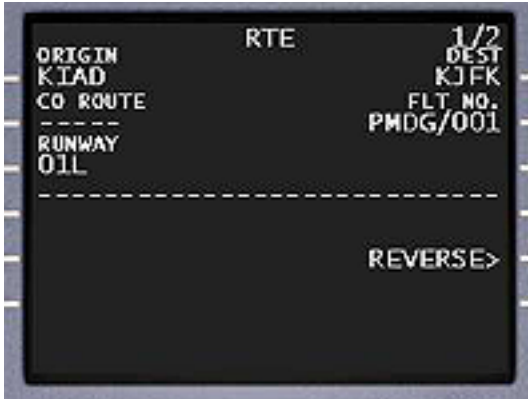 RTE 1/2
ORIGIN DEST
KIAD KJFK
CO ROUTE FLT NO.
----- PMDG/001
RUNWAY
01L
------------------------------
REVERSE>